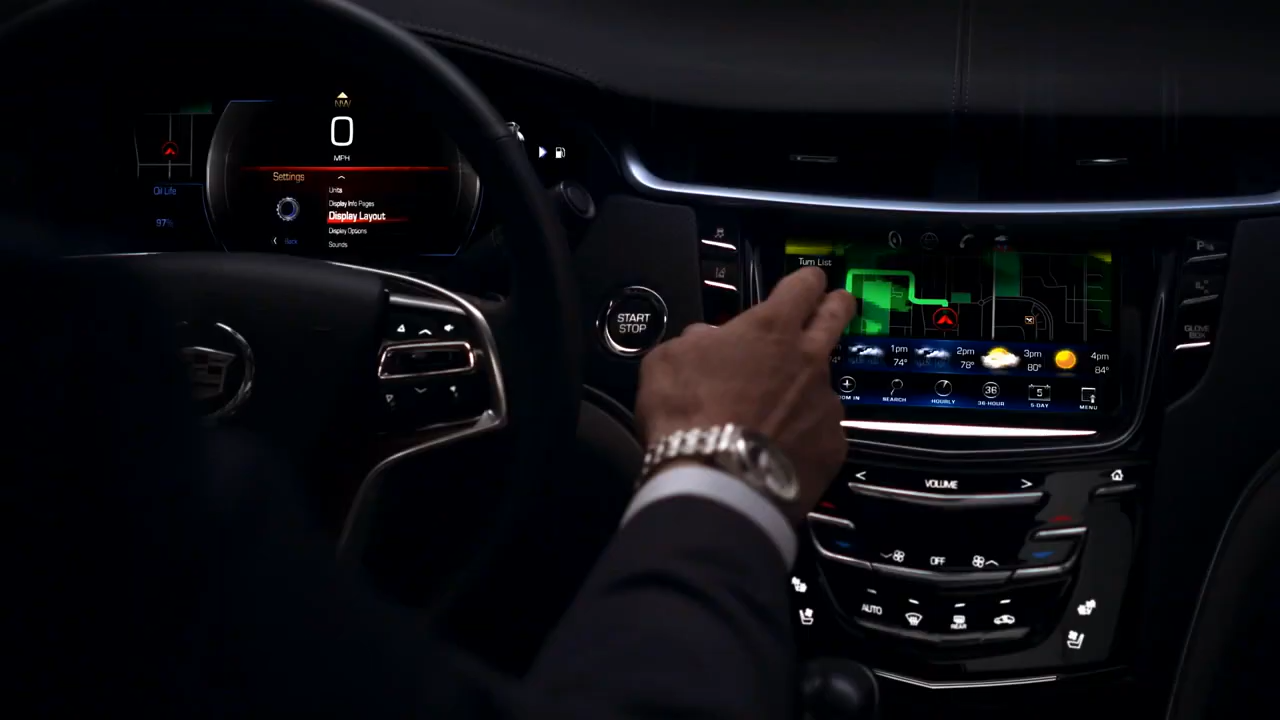 NW
0
MPH
Settings
Units
Display Info Pages
Display Layout
Display Options
Sounds
Back
Oil Life
97%
START
STOP
Turn List
1pm
74°
2pm
78°
3pm
80°
4pm
84°
OM IN
SEARCH
HOURLY
36
36-HOUR
5
5-DAY
MENU
GLOVE
BOX
VOLUME
OFF
AUTO
REAR